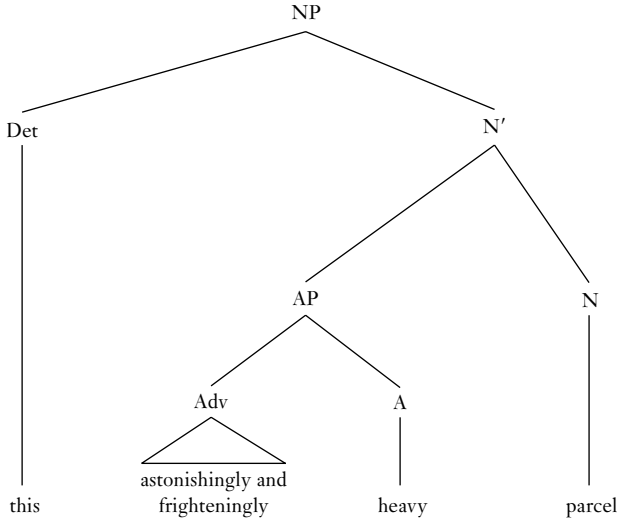 NP
Det
N′
AP
N
Adv
A
astonishingly and
this
frighteningly
heavy
parcel